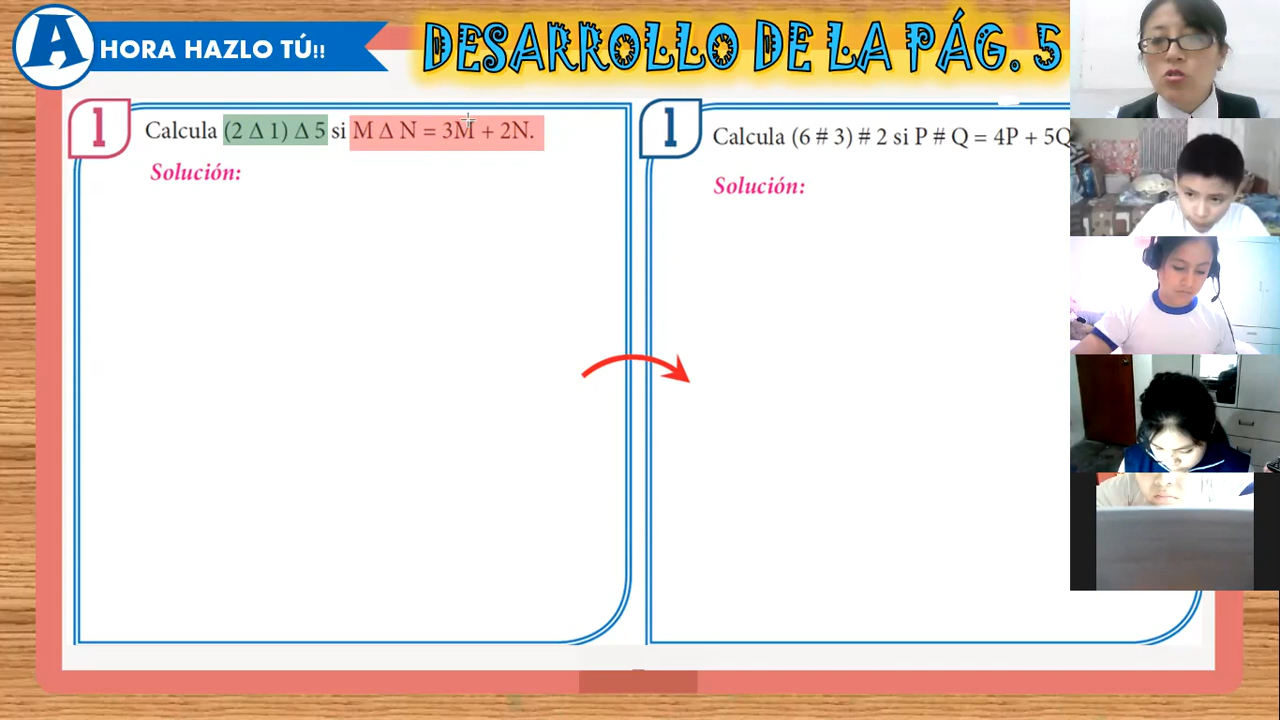 AHORA HAZLO TÚ!!
DESARROLLO DE LA PÁG. 5
1
Calcula (2 Δ 1) Δ 5 si M Δ N = 3M + 2N.
Solución:
1
Calcula (6 # 3) # 2 si P # Q = 4P + 5Q
Solución: